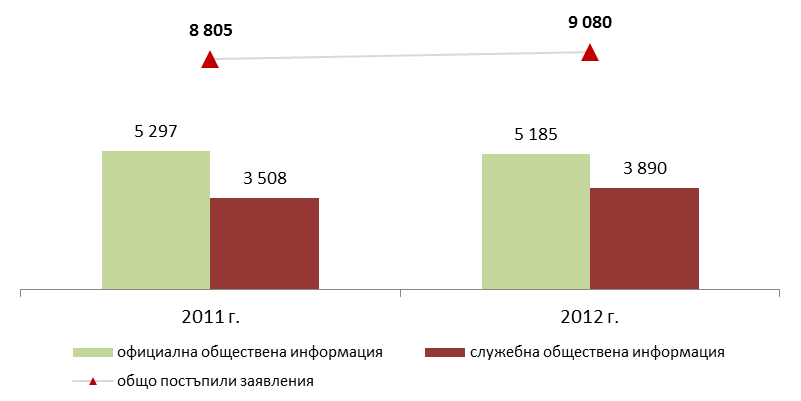 8 805
9 080
5 297
5 185
3 508
3 890
2011 г.
2012 г.
официална обществена информация
служебна обществена информация
общо постъпили заявления